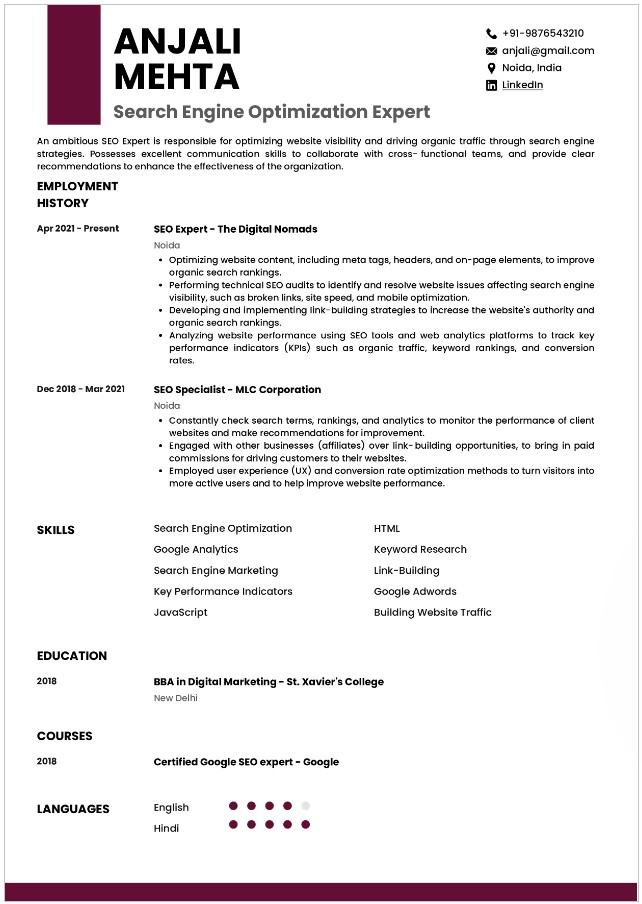 ANJALI
MEHTA
Search Engine Optimization Expert
+91-9876543210
anjali@gmail.com
Noida, India
LinkedIn
An ambitious SEO Expert is responsible for optimizing website visibility and driving organic traffic through search engine
strategies. Possesses excellent communication skills to collaborate with cross- functional teams, and provide clear
recommendations to enhance the effectiveness of the organization.
EMPLOYMENT
HISTORY
Apr 2021 - Present
SEO Expert - The Digital Nomads
Noida
• Optimizing website content, including meta tags, headers, and on-page elements, to improve
organic search rankings.
• Performing technical SEO audits to identify and resolve website issues affecting search engine
visibility, such as broken links, site speed, and mobile optimization.
• Developing and implementing link-building strategies to increase the website's authority and
organic search rankings.
• Analyzing website performance using SEO tools and web analytics platforms to track key
performance indicators (KPIs) such as organic traffic, keyword rankings, and conversion
rates.
Dec 2018 - Mar 2021
SEO Specialist - MLC Corporation
Noida
• Constantly check search terms, rankings, and analytics to monitor the performance of client
websites and make recommendations for improvement.
• Engaged with other businesses (affiliates) over link-building opportunities, to bring in paid
commissions for driving customers to their websites.
• Employed user experience (UX) and conversion rate optimization methods to turn visitors into
more active users and to help improve website performance.
SKILLS
Search Engine Optimization
HTML
Google Analytics
Keyword Research
Search Engine Marketing
Link-Building
Key Performance Indicators
Google Adwords
JavaScript
Building Website Traffic
EDUCATION
2018
BBA in Digital Marketing - St. Xavier's College
New Delhi
COURSES
2018
Certified Google SEO expert - Google
LANGUAGES
English
Hindi